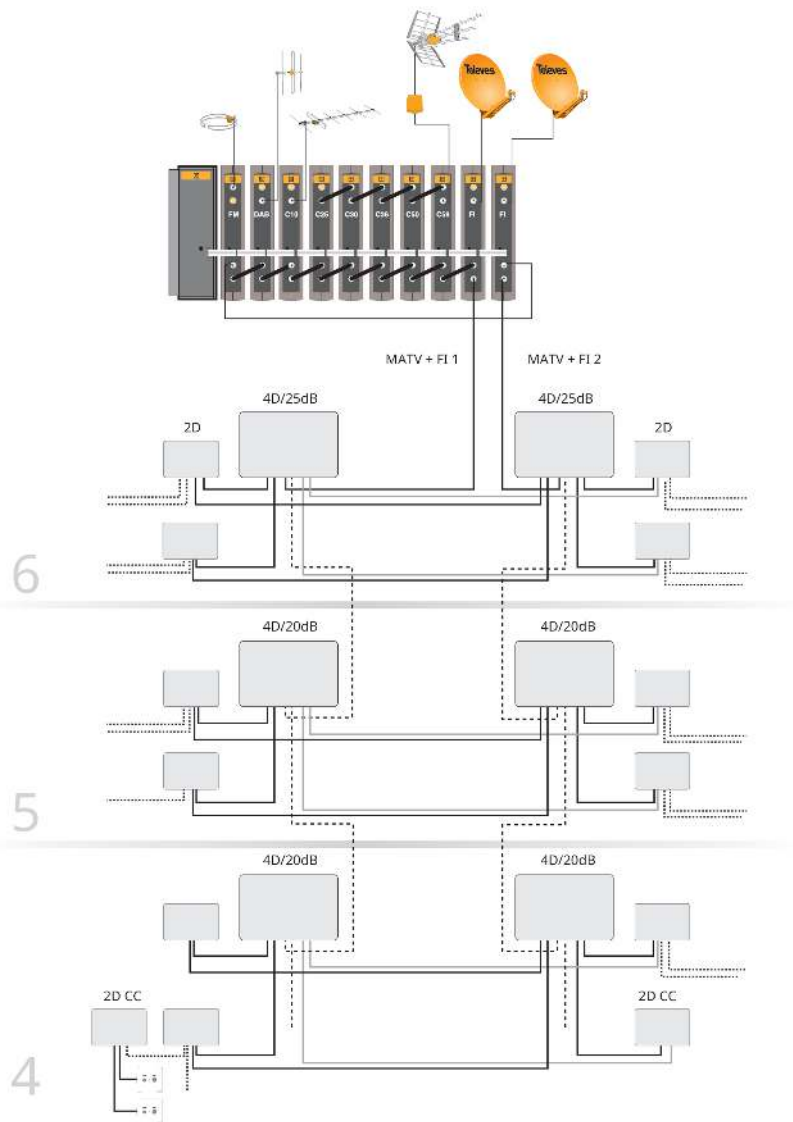 Televes
Televes
FM DAB C10 C25 C30 C36 C50 C58 FI FI
MATV + FI 1
MATV + FI 2
4D/25dB
4D/25dB
2D
2D
6
4D/20dB
4D/20dB
5
4D/20dB
4D/20dB
2D CC
2D CC
4